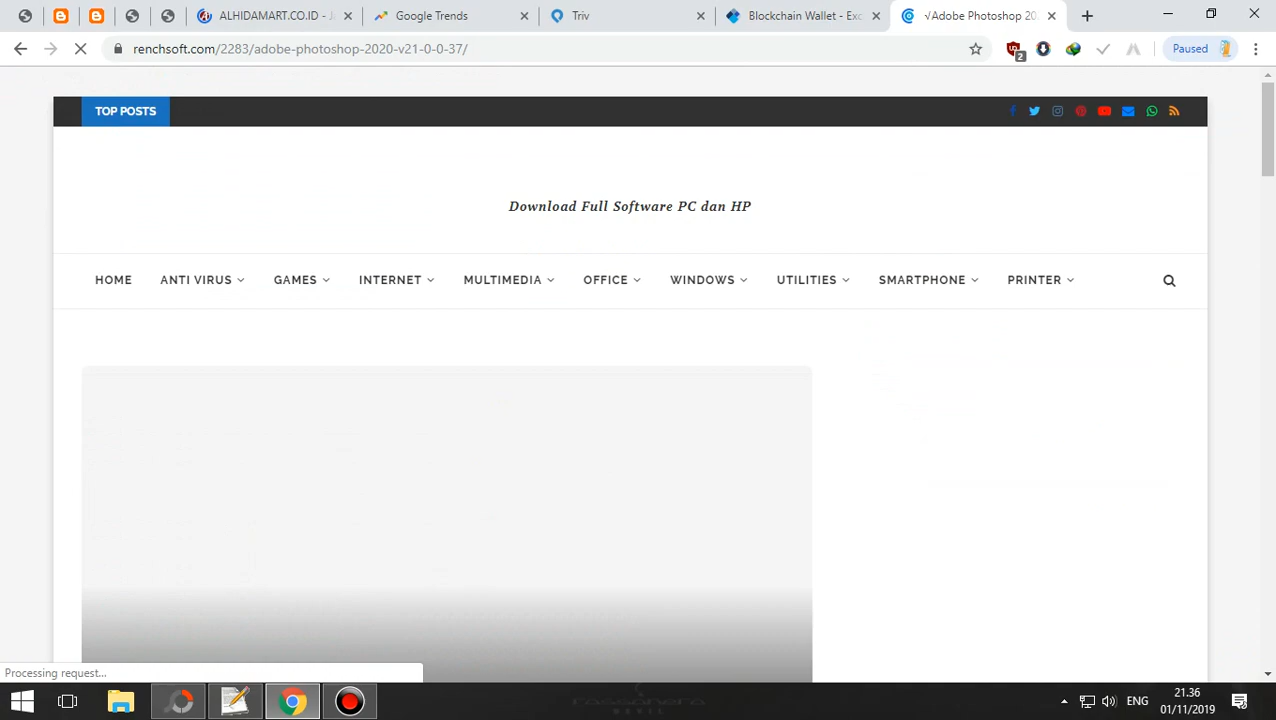 ALHIDAMART.CO.ID - J
Google Trends
Triv
Blockchain Wallet - Exc
√Adobe Photoshop 20
renchsoft.com/2283/adobe-photoshop-2020-v21-0-0-37/
2
Paused
TOP POSTS
Download Full Software PC dan HP
HOME ANTI VIRUS GAMES INTERNET MULTIMEDIA OFFICE WINDOWS UTILITIES SMARTPHONE PRINTER
Processing request...
ENG
21.36
01/11/2019